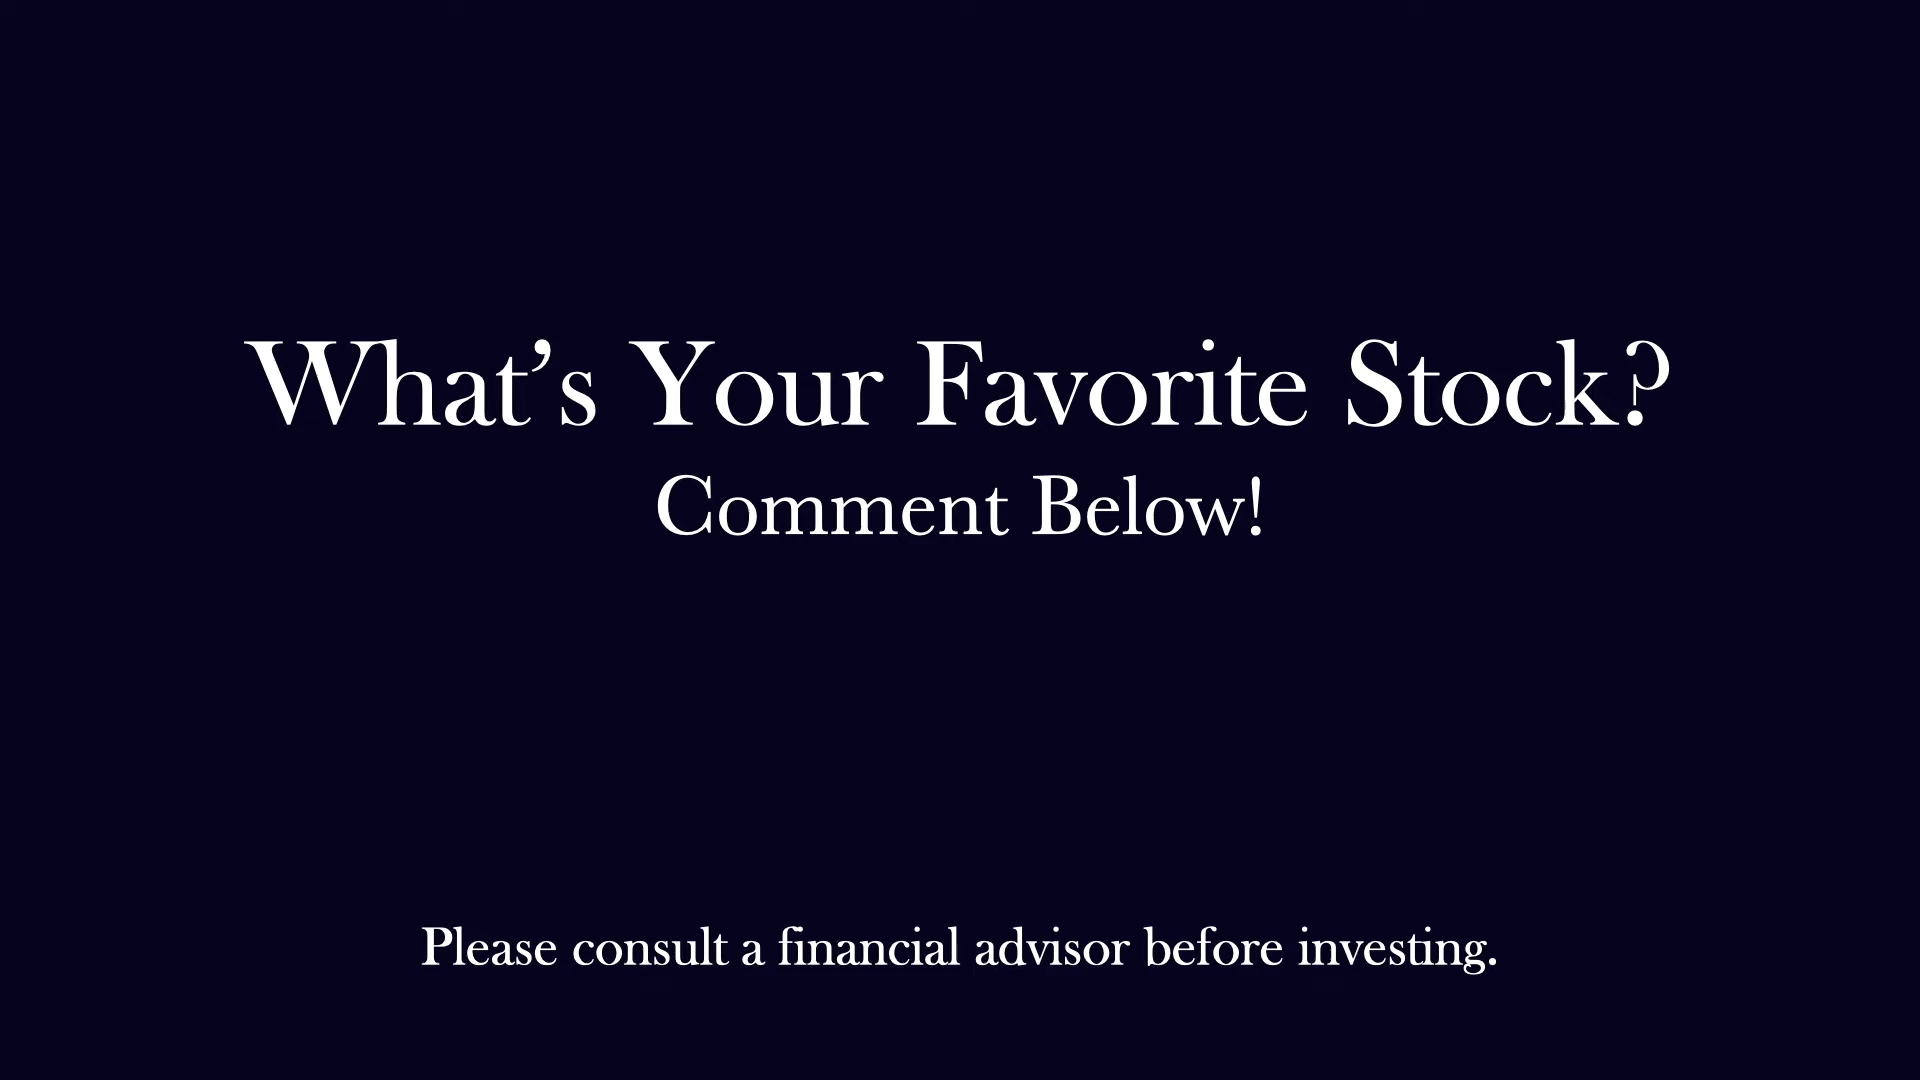 What’s Your Favorite Stock?
Comment Below!
Please consult a financial advisor before investing.